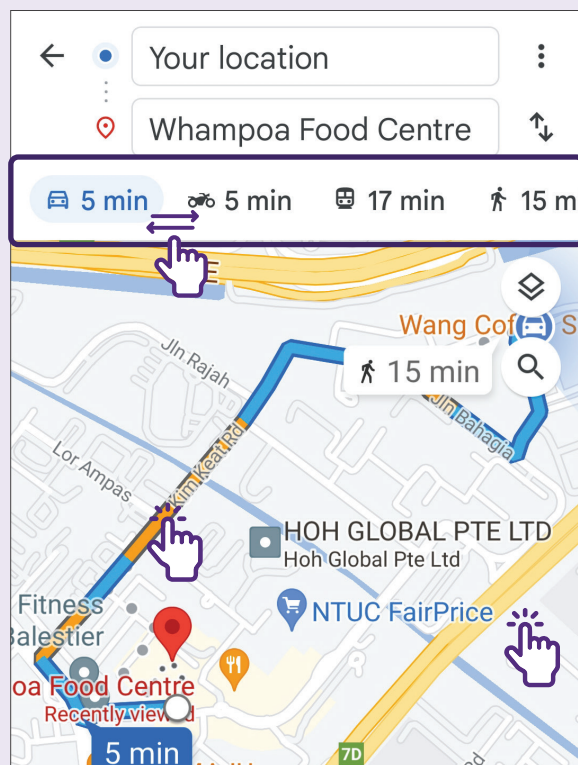 Your location
Whampoa Food Centre
5 min
5 min
17 min
15 m
E
Wang Cof
S
Jln Rajah
15 min
Jln Bahagia
Kim Keat Rd
Lor Ampas
HOH GLOBAL PTE LTD
Hoh Global Pte Ltd
Fitness
Balestier
NTUC FairPrice
oa Food Centre
Recently viewed
5 min
7D